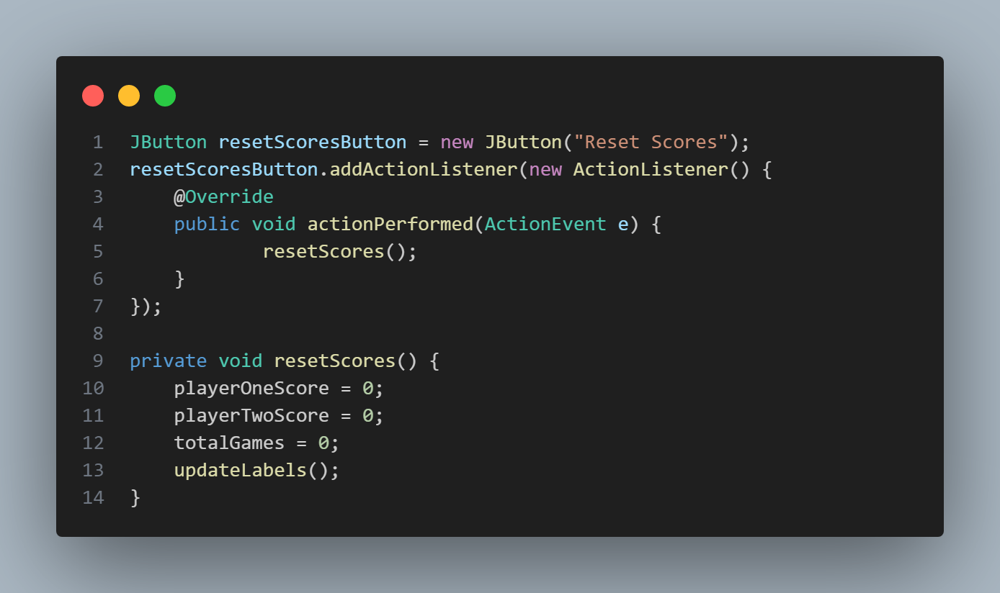 1 JButton resetScoresButton = new JButton("Reset Scores");
2 resetScoresButton.addActionListener(new ActionListener() {
3     @Override
4     public void actionPerformed(ActionEvent e) {
5             resetScores();
6     }
7 });
8
9 private void resetScores() {
10     playerOneScore = 0;
11     playerTwoScore = 0;
12     totalGames = 0;
13     updateLabels();
14 }